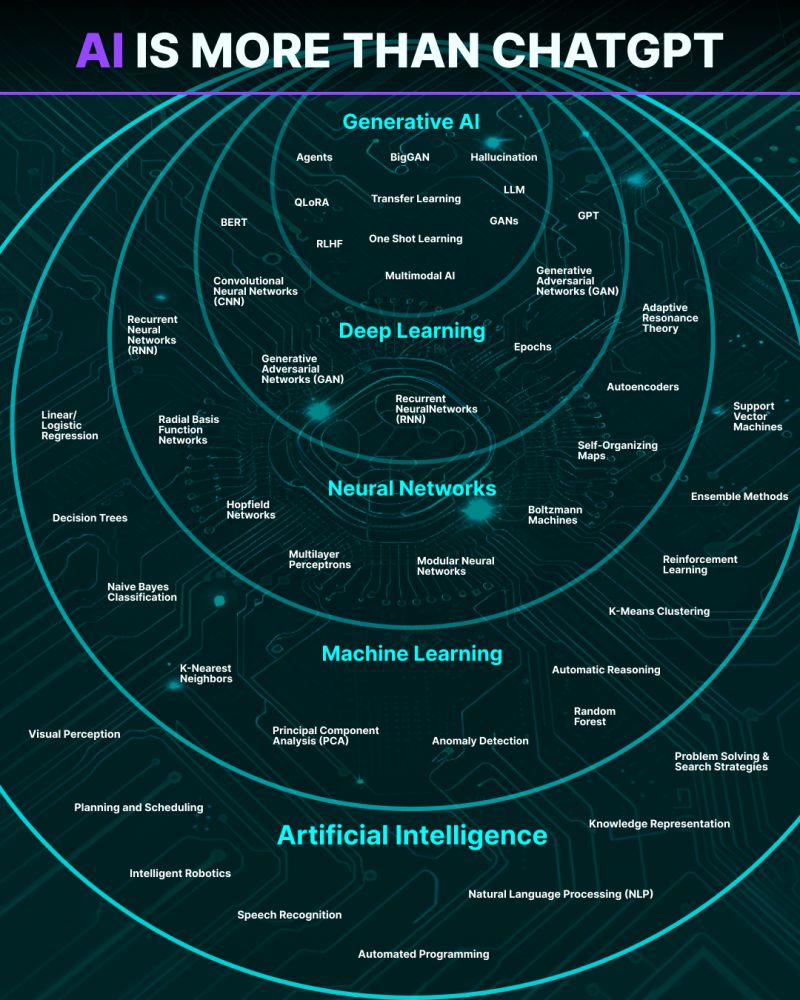 AI IS MORE THAN CHATGPT
Generative AI
Agents
BigGAN
Hallucination
QLoRA
Transfer Learning
LLM
BERT
GANs
GPT
RLHF
One Shot Learning
Multimodal AI
Convolutional
Neural Networks
(CNN)
Generative
Adversarial
Networks (GAN)
Recurrent
Neural
Networks
(RNN)
Deep Learning
Adaptive
Resonance
Theory
Generative
Adversarial
Networks (GAN)
Epochs
Autoencoders
Recurrent
NeuralNetworks
(RNN)
Linear/
Logistic
Regression
Radial Basis
Function
Networks
Support
Vector
Machines
Self-Organizing
Maps
Neural Networks
Ensemble Methods
Decision Trees
Hopfield
Networks
Boltzmann
Machines
Multilayer
Perceptrons
Modular Neural
Networks
Reinforcement
Learning
Naive Bayes
Classification
K-Means Clustering
Machine Learning
K-Nearest
Neighbors
Automatic Reasoning
Random
Forest
Visual Perception
Principal Component
Analysis (PCA)
Anomaly Detection
Problem Solving &
Search Strategies
Planning and Scheduling
Artificial Intelligence
Knowledge Representation
Intelligent Robotics
Natural Language Processing (NLP)
Speech Recognition
Automated Programming